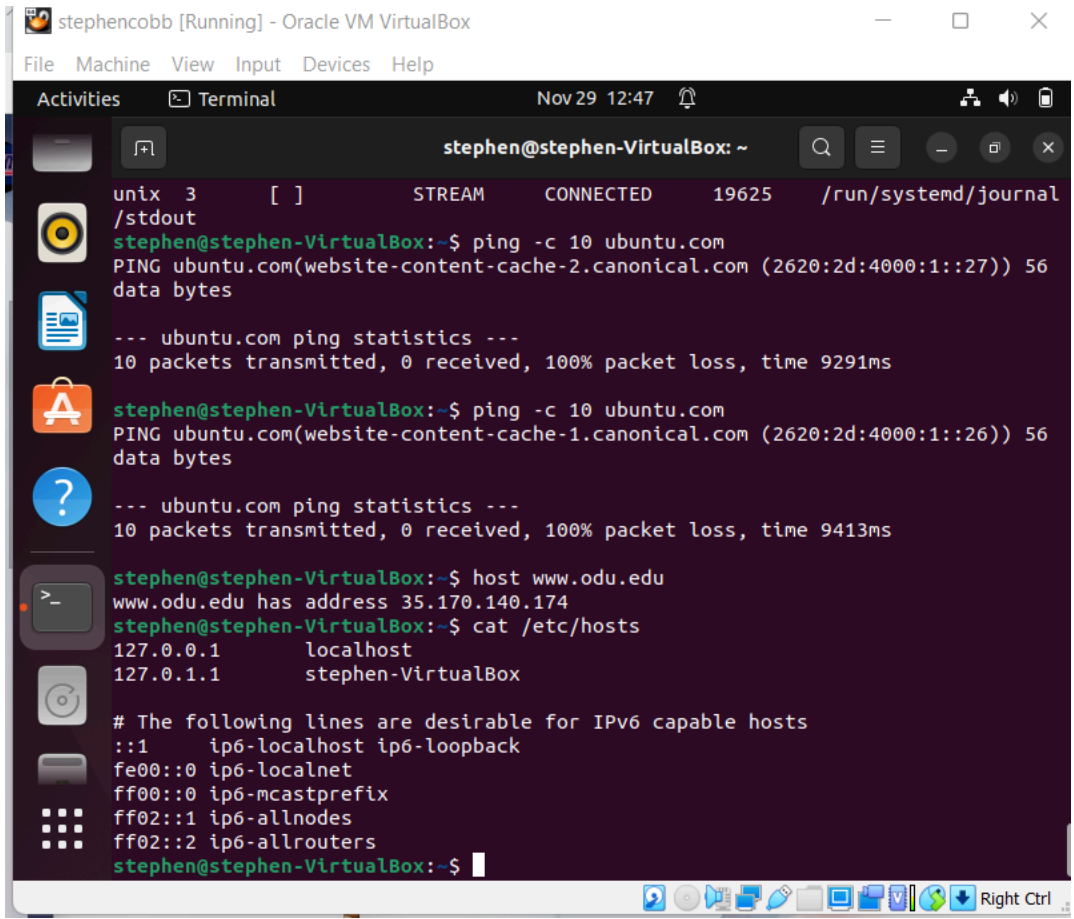 stephencobb [Running] - Oracle VM VirtualBox
File Machine View Input Devices Help
Activities Terminal Nov 29 12:47
stephen@stephen-VirtualBox: ~
unix 3 [ ] STREAM CONNECTED 19625 /run/systemd/journal
/stdout
stephen@stephen-VirtualBox:~$ ping -c 10 ubuntu.com
PING ubuntu.com(website-content-cache-2.canonical.com (2620:2d:4000:1::27)) 56
data bytes
--- ubuntu.com ping statistics ---
10 packets transmitted, 0 received, 100% packet loss, time 9291ms
stephen@stephen-VirtualBox:~$ ping -c 10 ubuntu.com
PING ubuntu.com(website-content-cache-1.canonical.com (2620:2d:4000:1::26)) 56
data bytes
--- ubuntu.com ping statistics ---
10 packets transmitted, 0 received, 100% packet loss, time 9413ms
stephen@stephen-VirtualBox:~$ host www.odu.edu
www.odu.edu has address 35.170.140.174
stephen@stephen-VirtualBox:~$ cat /etc/hosts
127.0.0.1 localhost
127.0.1.1 stephen-VirtualBox
# The following lines are desirable for IPv6 capable hosts
::1 ip6-localhost ip6-loopback
fe00::0 ip6-localnet
ff00::0 ip6-mcastprefix
ff02::1 ip6-allnodes
ff02::2 ip6-allrouters
stephen@stephen-VirtualBox:~$
Right Ctrl